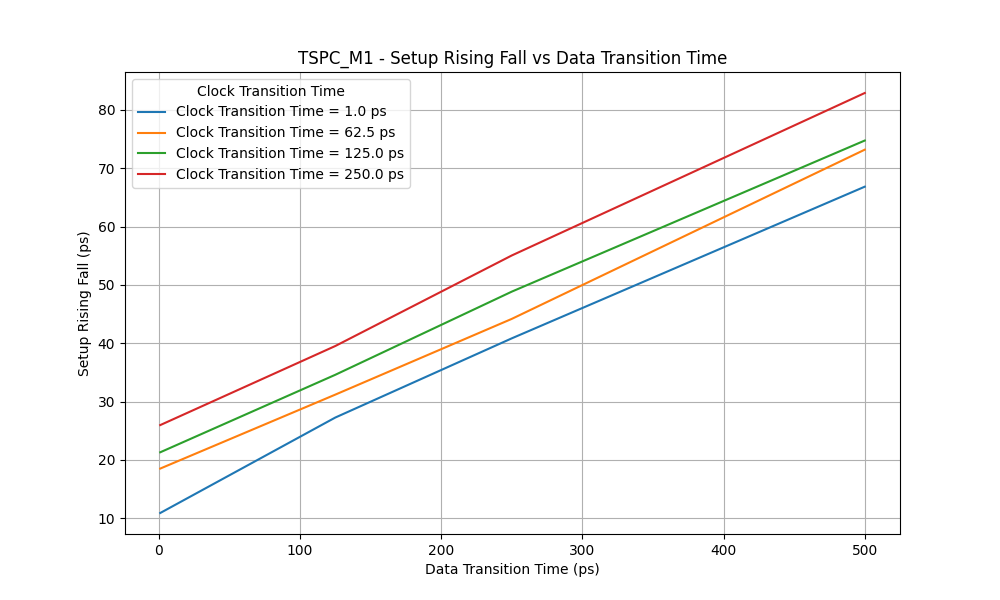 TSPC_M1 - Setup Rising Fall vs Data Transition Time
Clock Transition Time
Clock Transition Time = 1.0 ps
Clock Transition Time = 62.5 ps
Clock Transition Time = 125.0 ps
Clock Transition Time = 250.0 ps
Setup Rising Fall (ps)
80
70
60
50
40
30
20
10
0 100 200 300 400 500
Data Transition Time (ps)